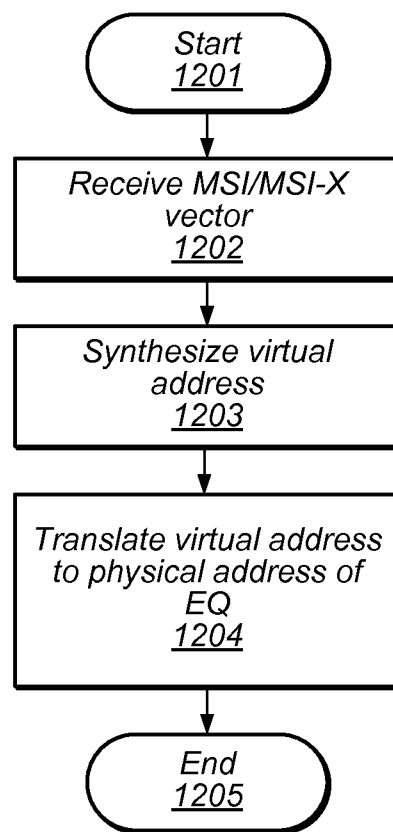 Start
1201
Receive MSI/MSI-X
vector
1202
Synthesize virtual
address
1203
Translate virtual address
to physical address of
EQ
1204
End
1205